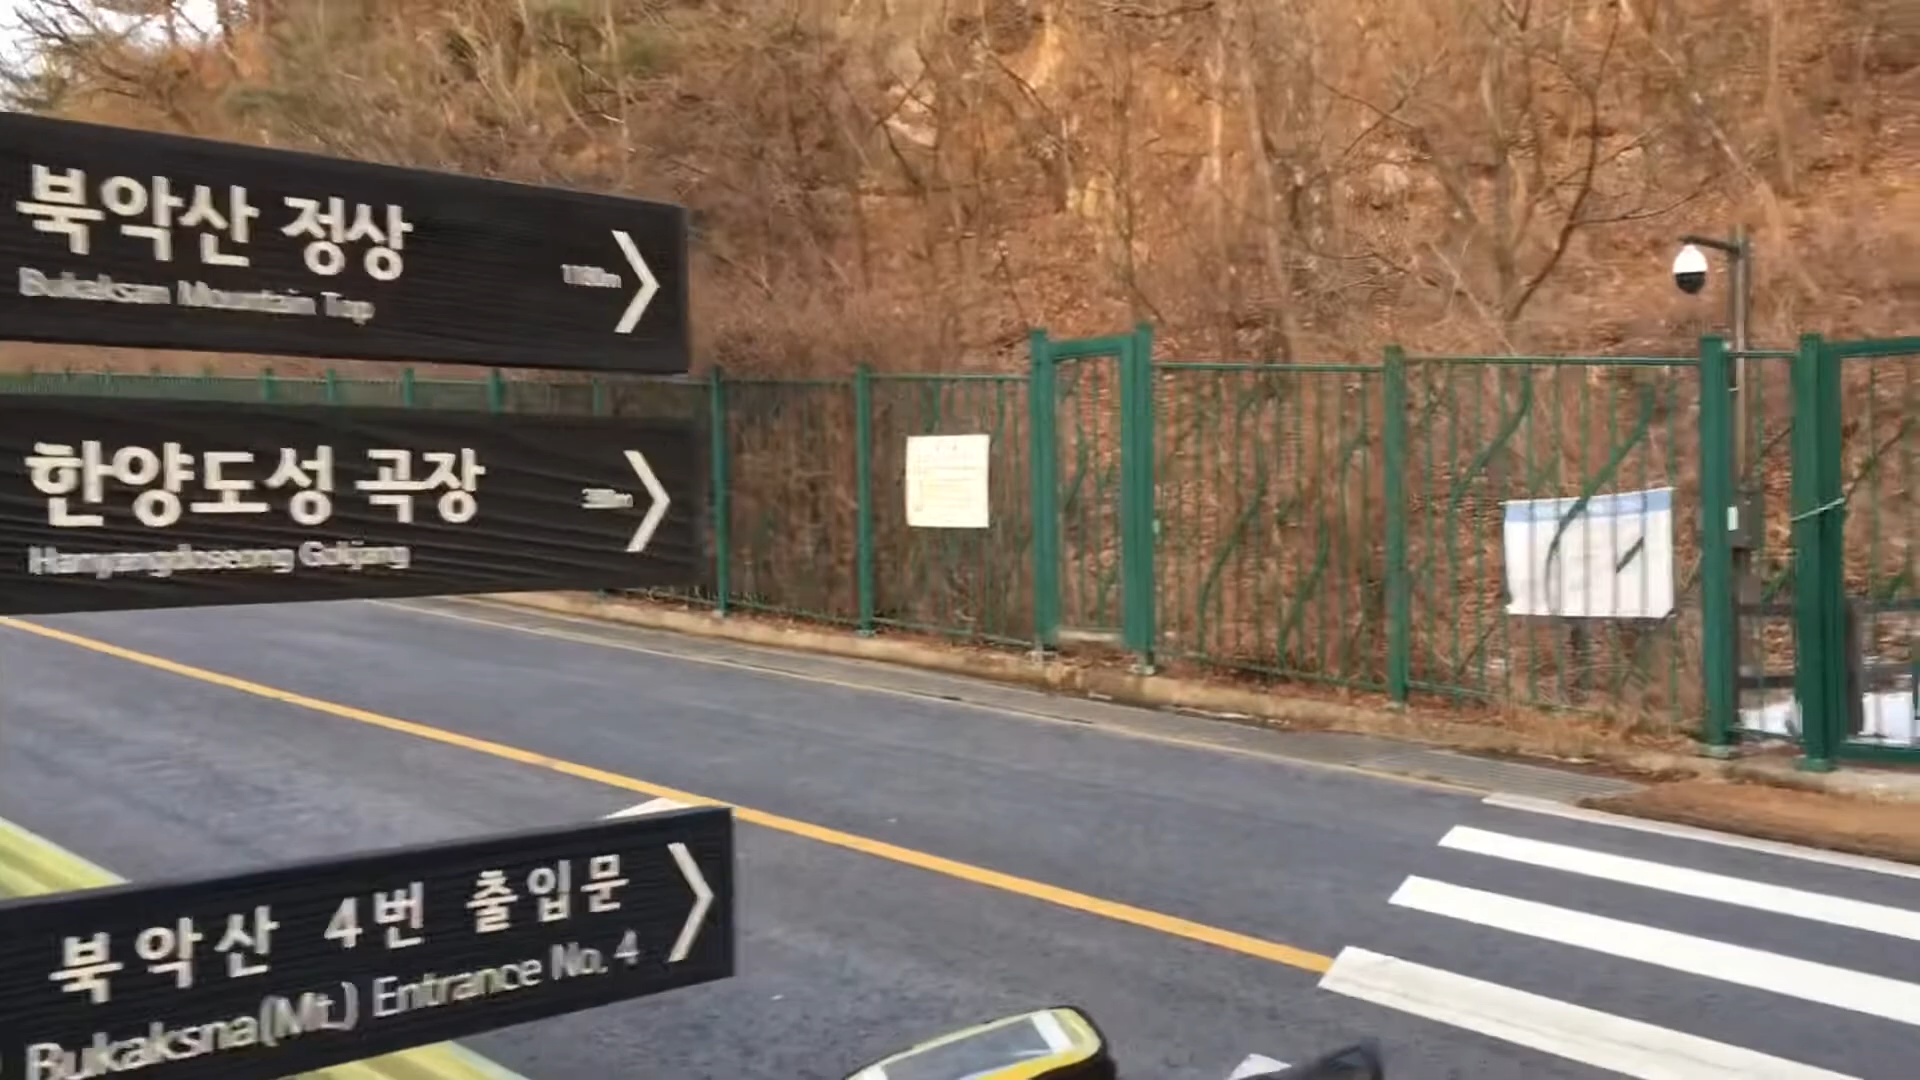 북악산 정상
Bukaksan Mountain Top
한양도성 곡장
Hanyangdoseong Gokjang
북악산 4번 출입문
Bukaksna(Mt.) Entrance No. 4